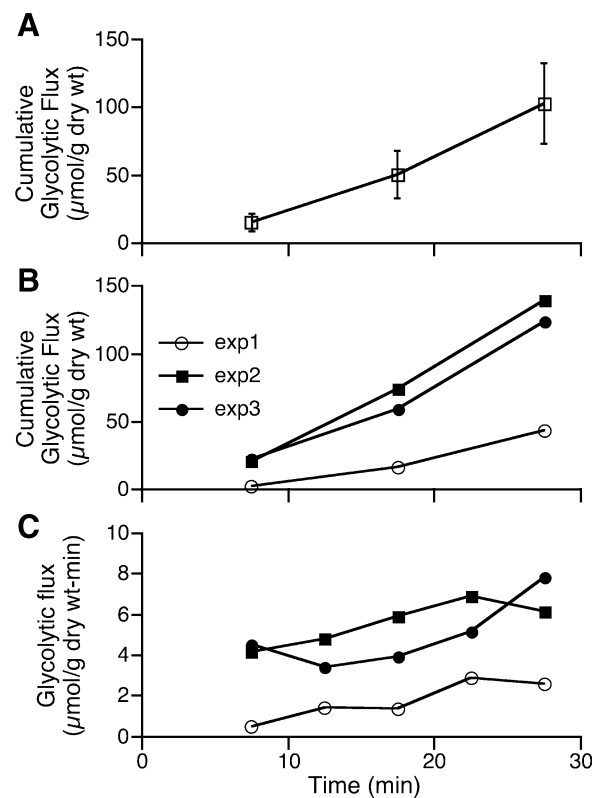 A
150
100
50
0
Cumulative
Glycolytic Flux
(µmol/g dry wt)
B
150
100
50
0
Cumulative
Glycolytic Flux
(µmol/g dry wt)
exp1
exp2
exp3
C
10
8
6
4
2
0
Glycolytic flux
(µmol/g dry wt-min)
0 10 20 30
Time (min)